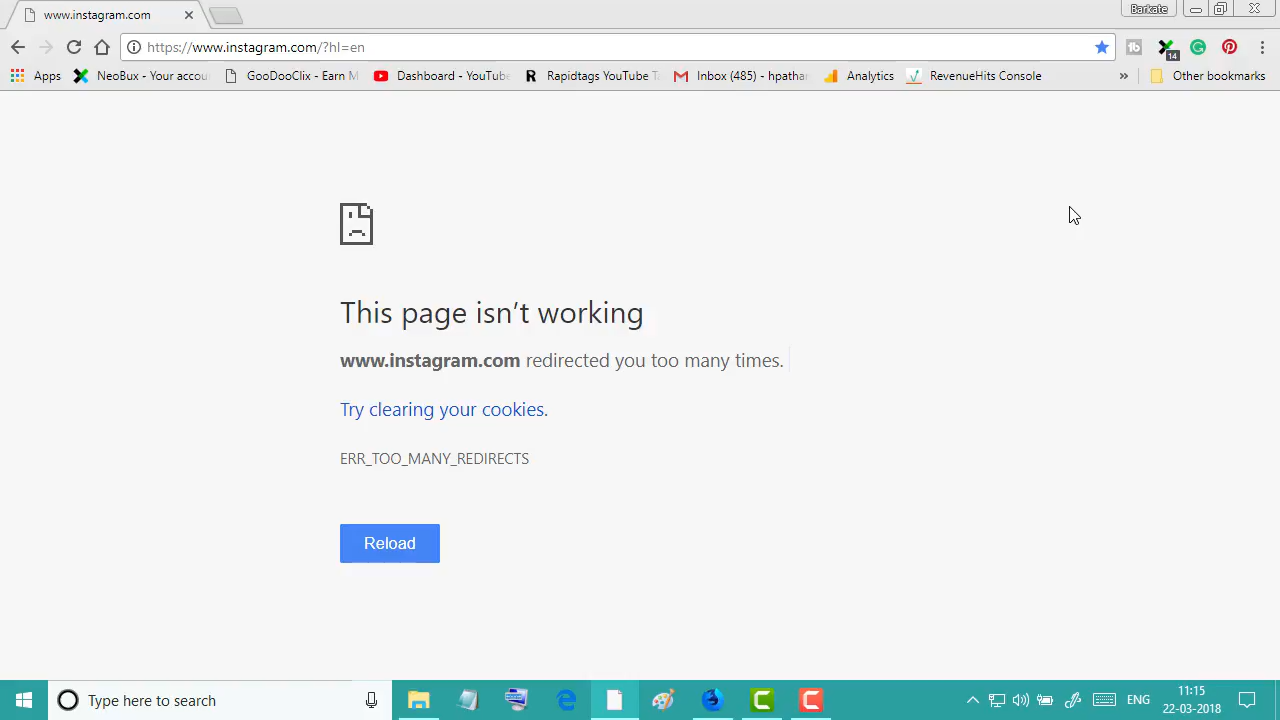 www.instagram.com
Barkate
https://www.instagram.com/?hl=en
14
Apps
NeoBux - Your accou
GooDooClix - Earn M
Dashboard - YouTube
Rapidtags YouTube T
Inbox (485) - hpathar
Analytics
RevenueHits Console
»
Other bookmarks
This page isn’t working
www.instagram.com redirected you too many times.
Try clearing your cookies.
ERR_TOO_MANY_REDIRECTS
Reload
Type here to search
ENG
11:15
22-03-2018